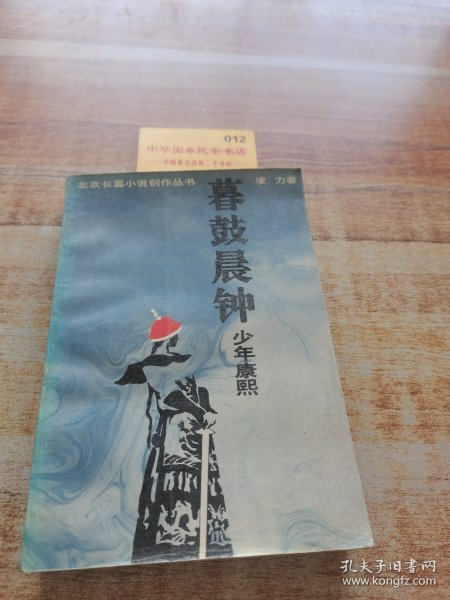 012
中华国泰民安书店
北京长篇小说创作丛书
凌 力著
暮鼓晨钟
少年康熙
孔夫子旧书网
www.kongfz.com